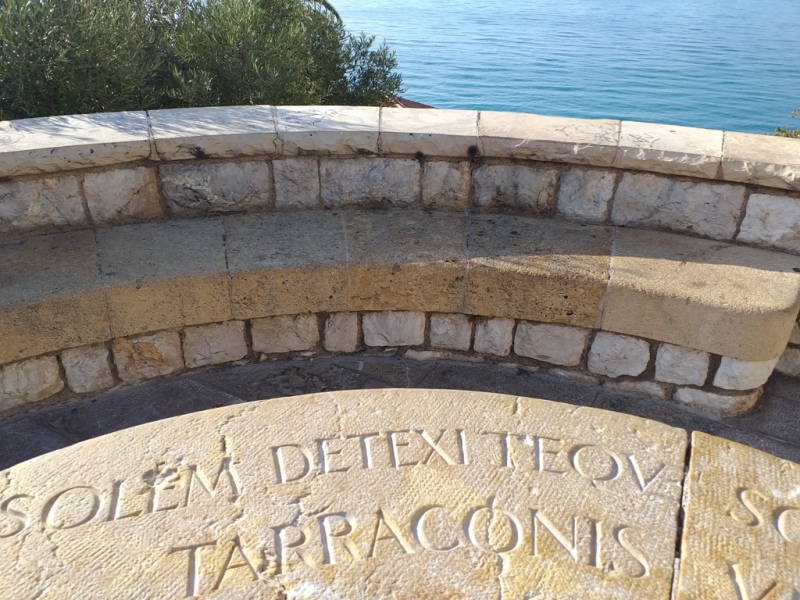 SOLEM DETEXI TEQV
TARRACONIS